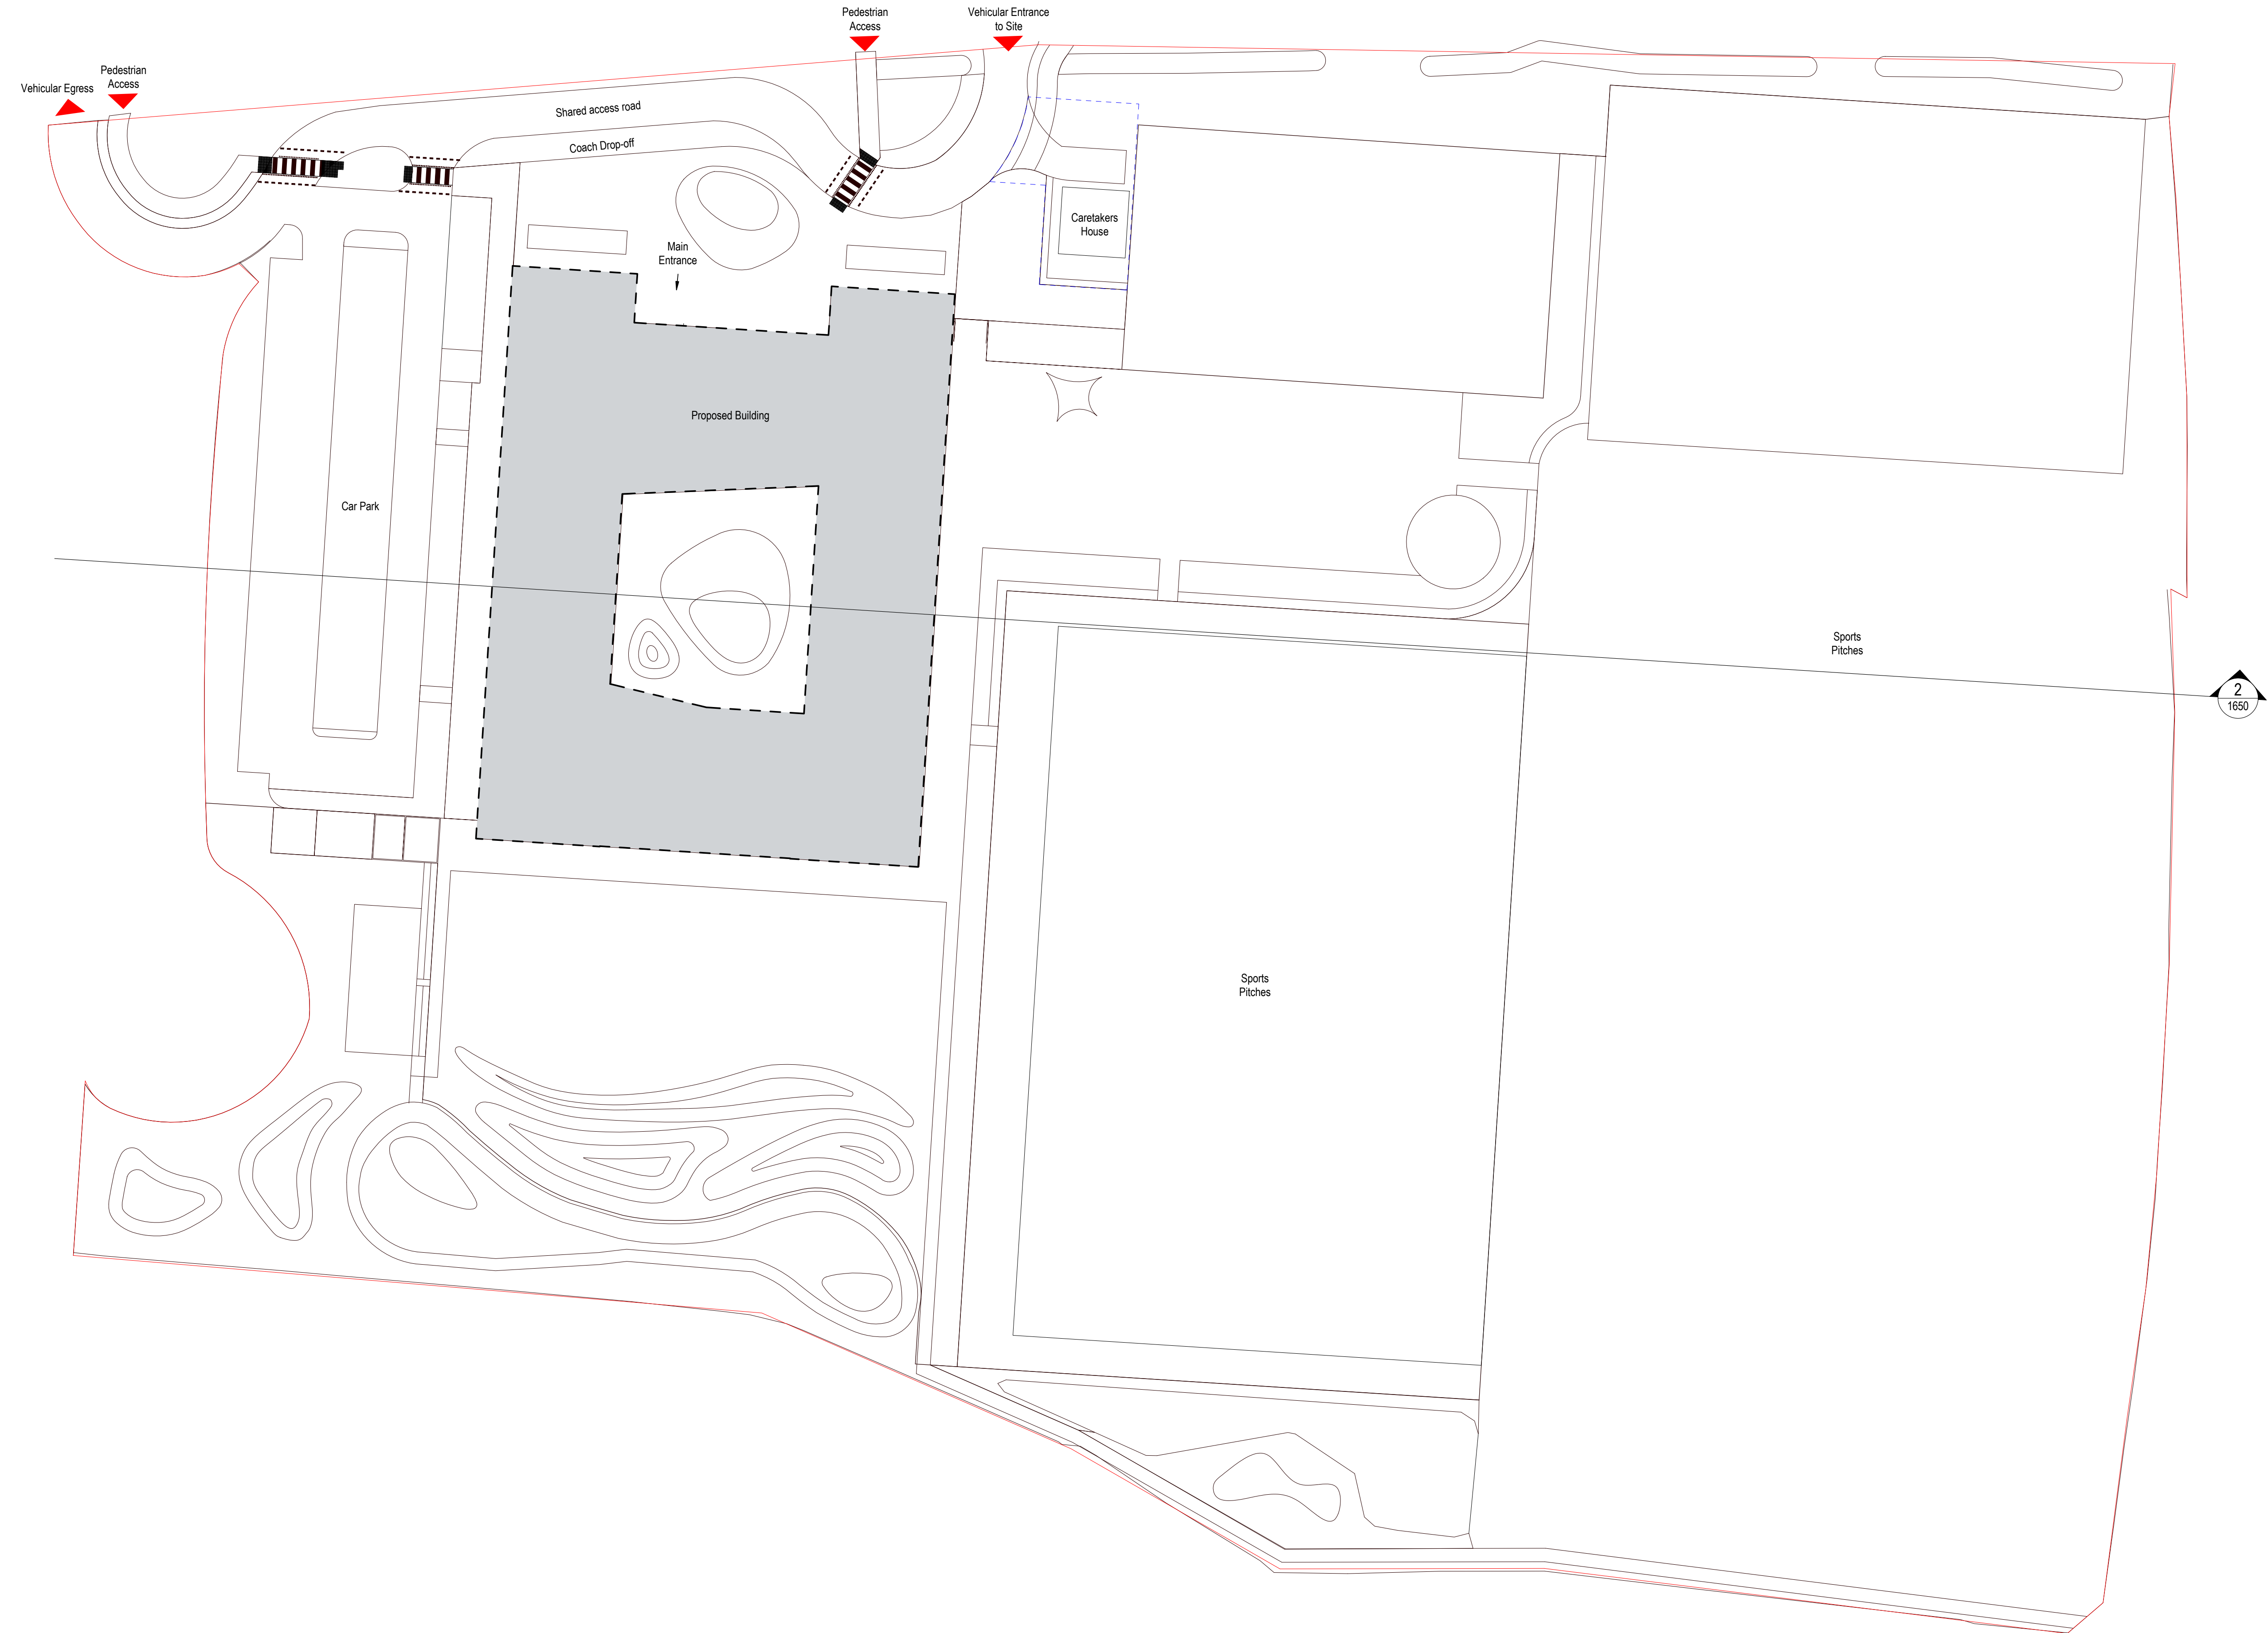 Pedestrian
Access
Vehicular Entrance
to Site
Pedestrian
Access
Vehicular Egress
Shared access road
Coach Drop-off
Caretakers
House
Main
Entrance
Proposed Building
Car Park
Sports
Pitches
2
1650
Sports
Pitches